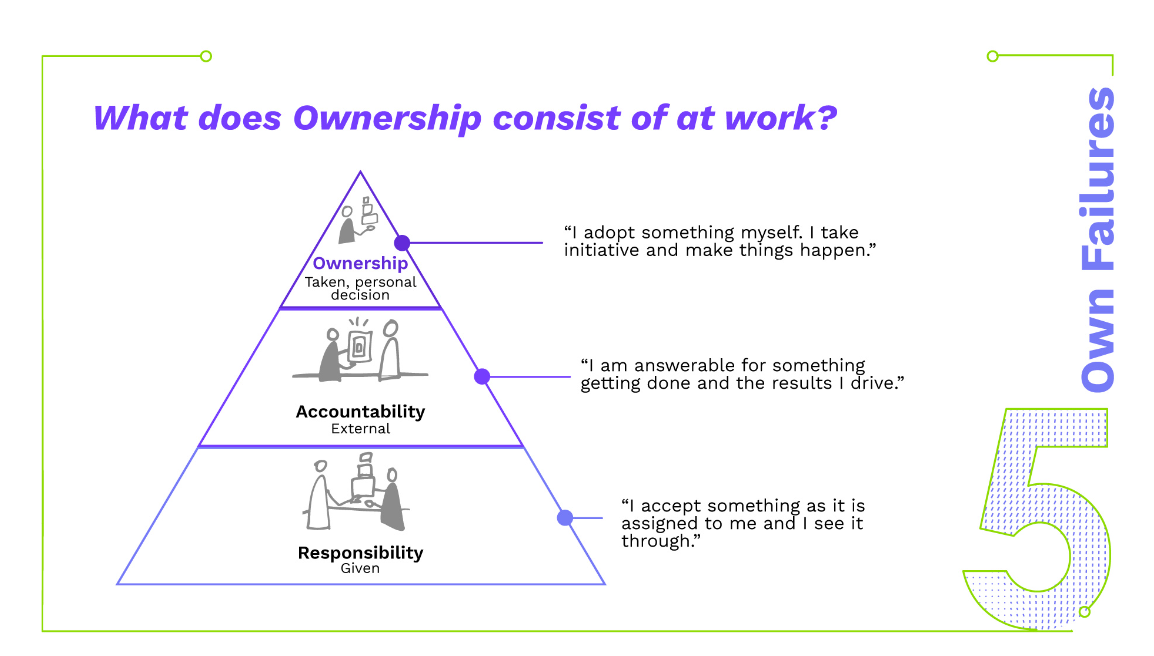 What does Ownership consist of at work?
Ownership
Taken, personal
decision
“I adopt something myself. I take
initiative and make things happen.”
Accountability
External
“I am answerable for something
getting done and the results I drive.”
Responsibility
Given
“I accept something as it is
assigned to me and I see it
through.”
Own Failures
5